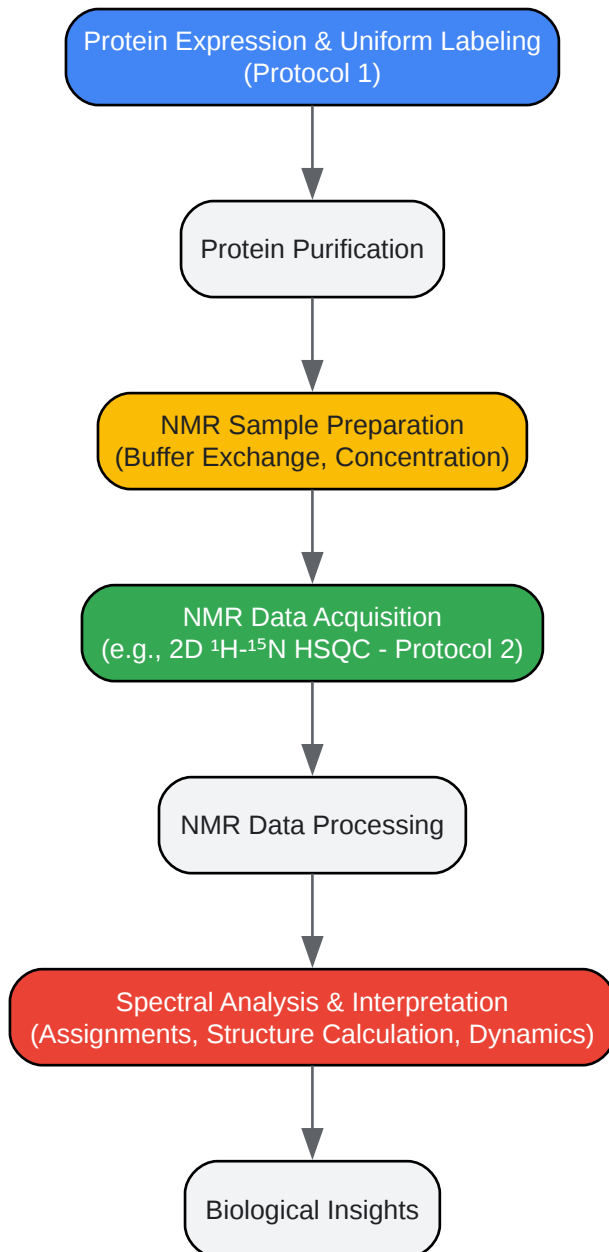 Protein Expression & Uniform Labeling
(Protocol 1)
Protein Purification
NMR Sample Preparation
(Buffer Exchange, Concentration)
NMR Data Acquisition
(e.g., 2D ¹H-¹⁵N HSQC - Protocol 2)
NMR Data Processing
Spectral Analysis & Interpretation
(Assignments, Structure Calculation, Dynamics)
Biological Insights